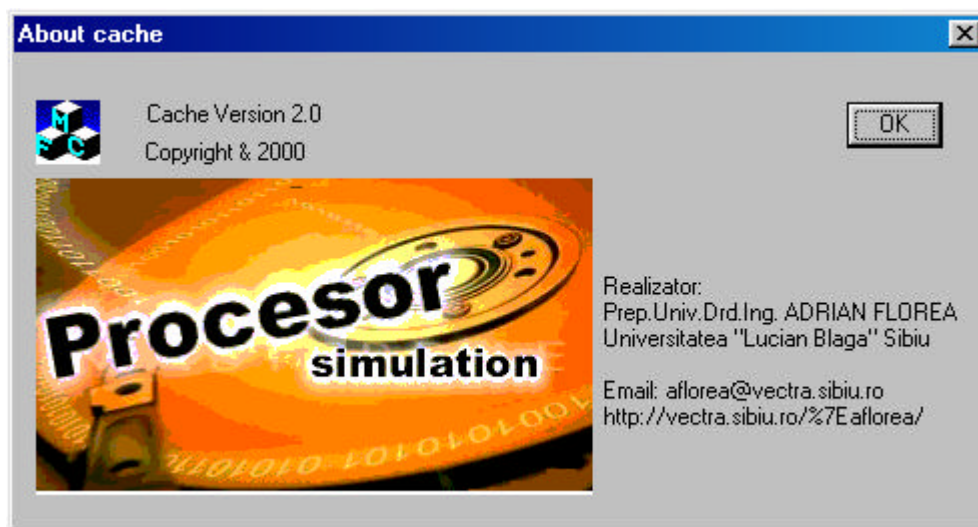 About cache
MFC
Cache Version 2.0
OK
Copyright & 2000
Procesor
simulation
Realizator:
Prep.Univ.Drd.Ing. ADRIAN FLOREA
Universitatea "Lucian Blaga" Sibiu
Email: aflorea@vectra.sibiu.ro
http://vectra.sibiu.ro/%7Eaflorea/